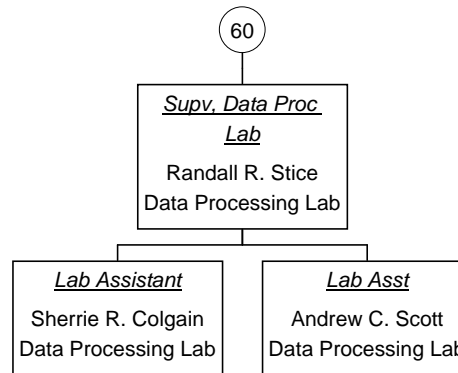 60
Supv, Data Proc
Lab
Randall R. Stice
Data Processing Lab
Lab Assistant
Sherrie R. Colgain
Data Processing Lab
Lab Asst
Andrew C. Scott
Data Processing Lab